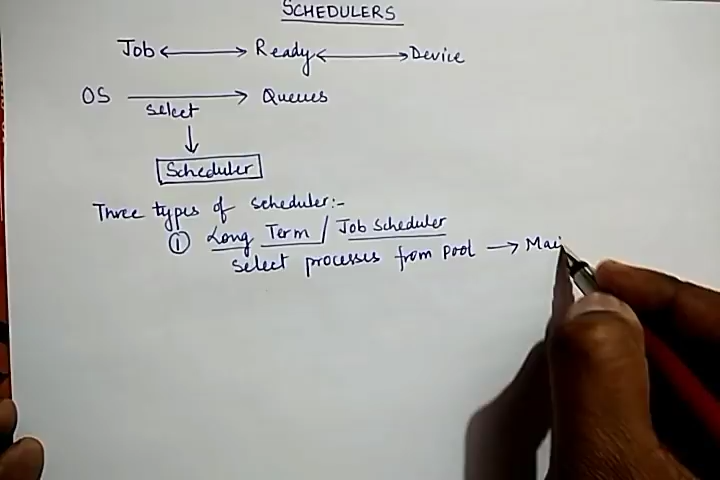 SCHEDULERS
Job ⟷ Ready ⟷ Device
OS → Queues
select
↓
Scheduler
Three types of scheduler:-
① Long Term / Job Scheduler
select processes from pool → Mai